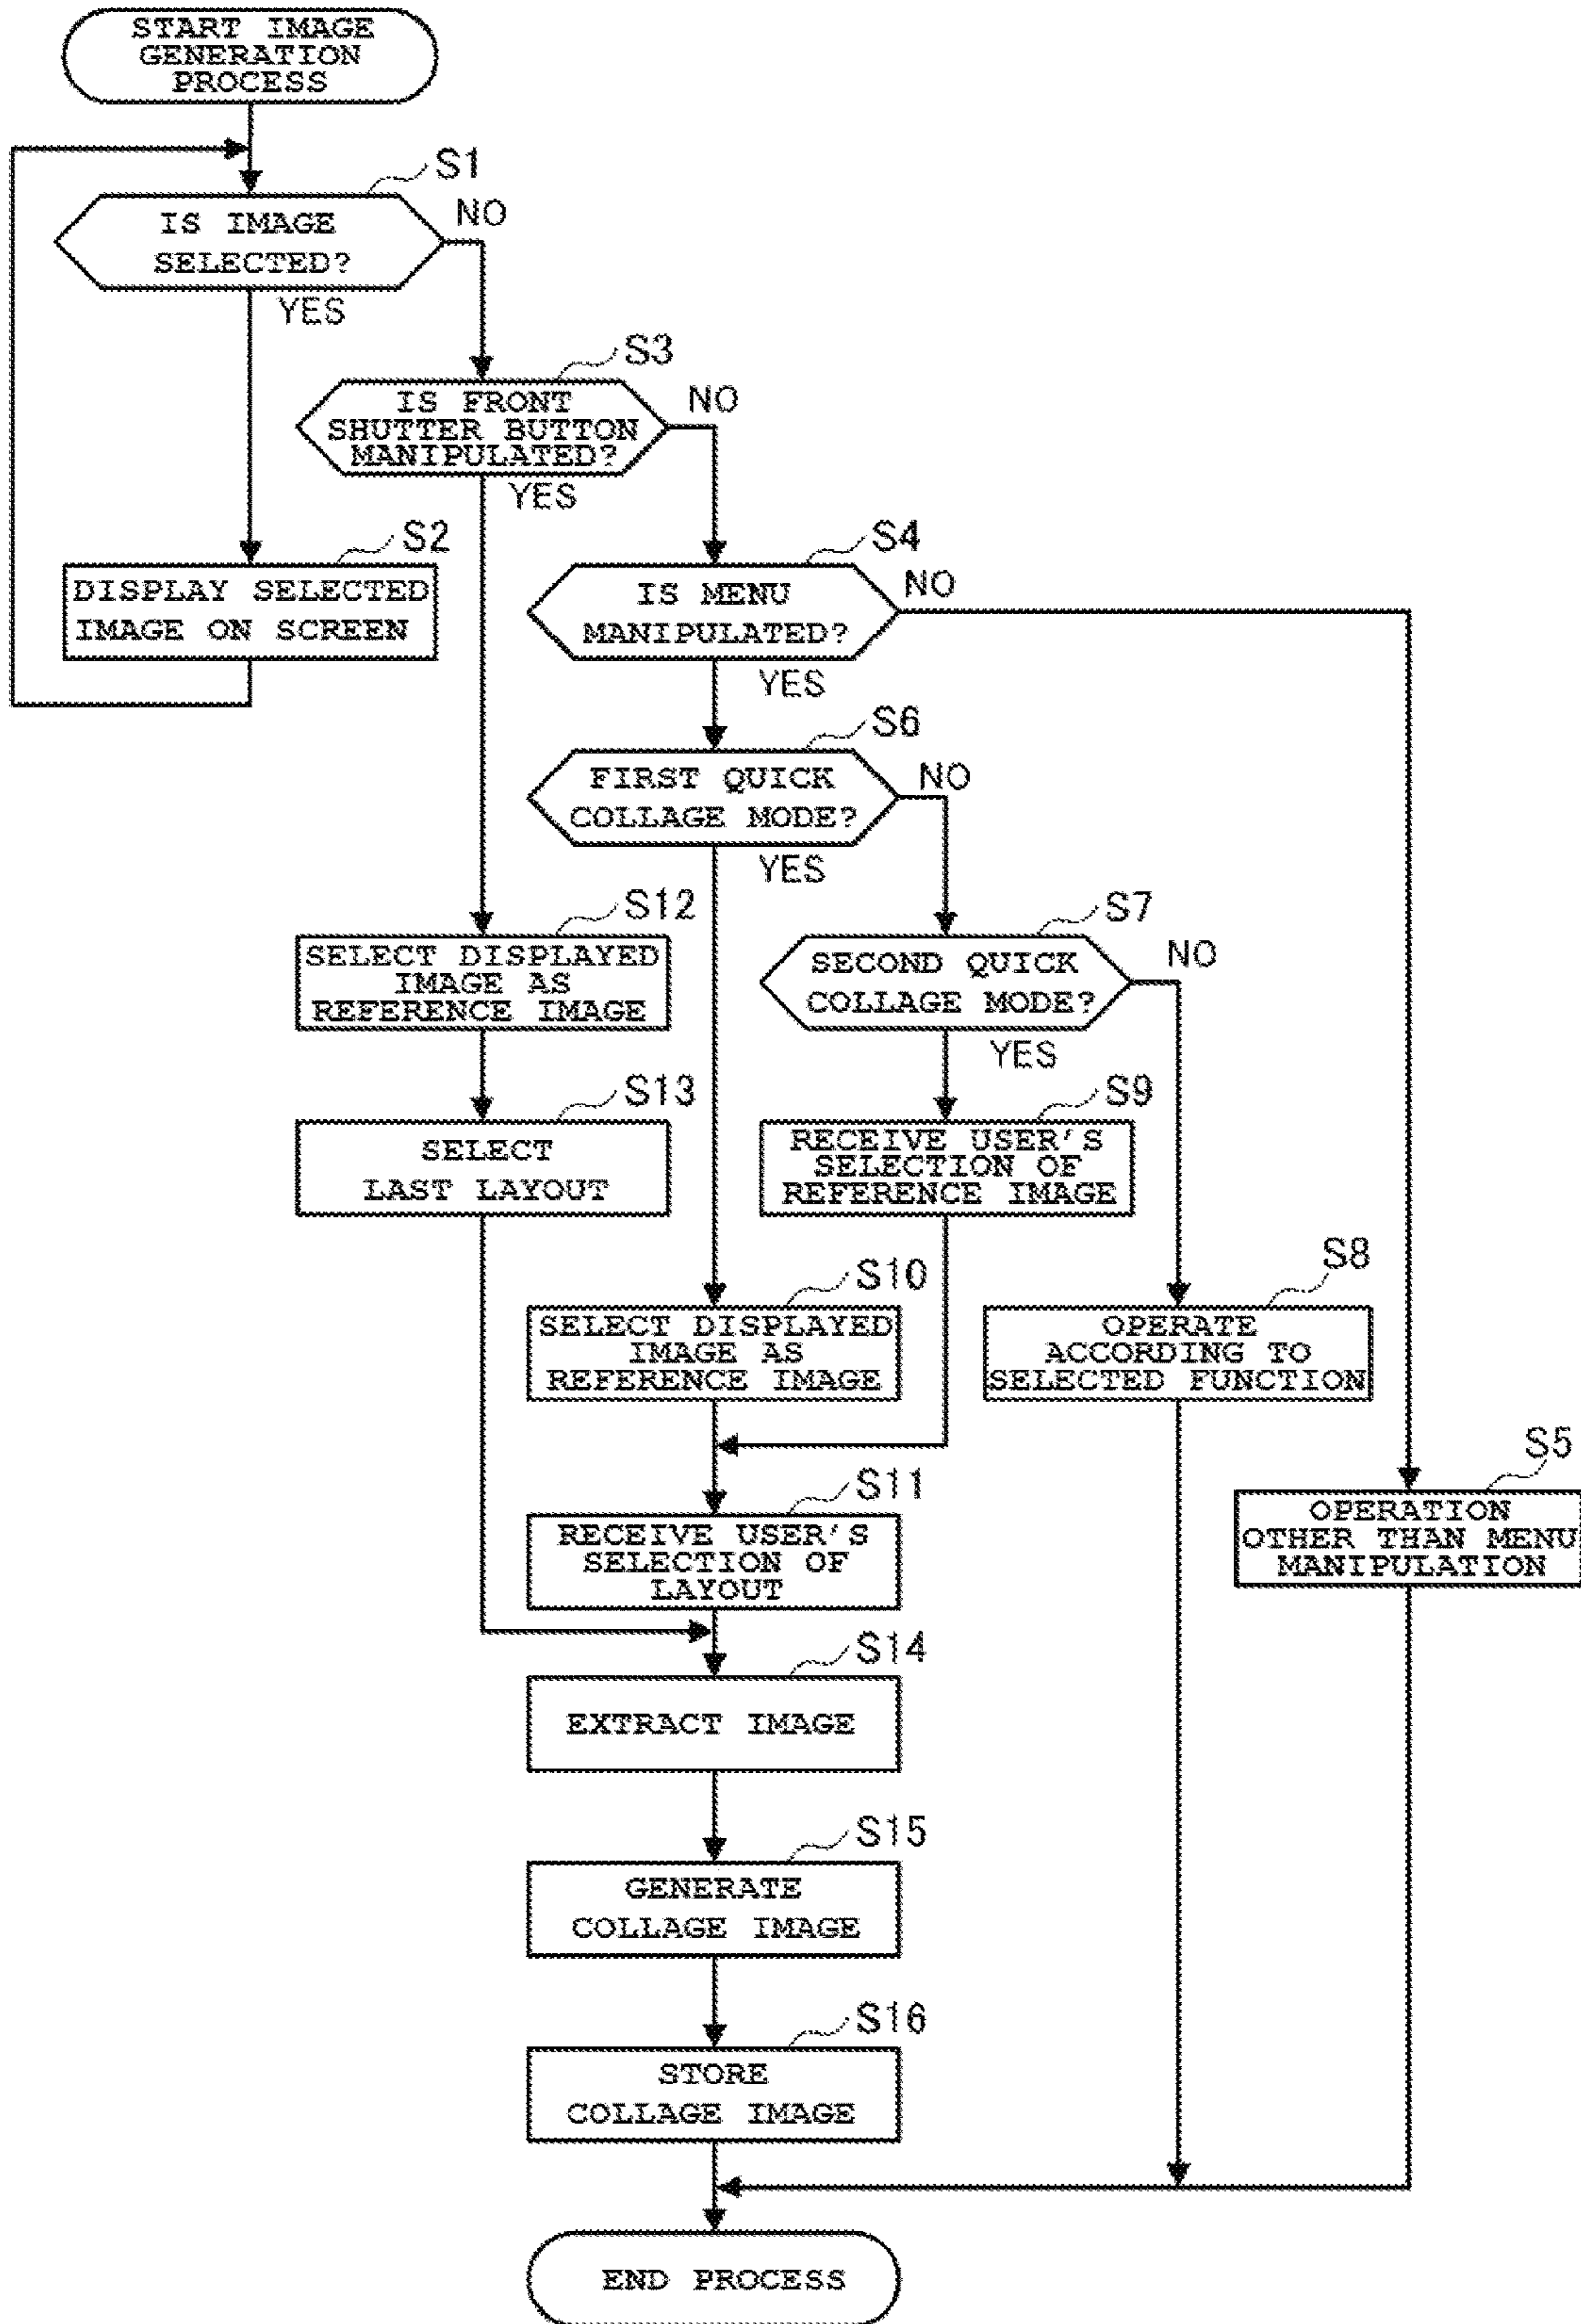 START IMAGE
GENERATION
PROCESS
S1
IS IMAGE
SELECTED?
NO
YES
S3
IS FRONT
SHUTTER BUTTON
MANIPULATED?
NO
YES
S2
DISPLAY SELECTED
IMAGE ON SCREEN
S4
IS MENU
MANIPULATED?
NO
YES
S6
FIRST QUICK
COLLAGE MODE?
NO
YES
S12
SELECT DISPLAYED
IMAGE AS
REFERENCE IMAGE
S7
SECOND QUICK
COLLAGE MODE?
NO
YES
S13
SELECT
LAST LAYOUT
S9
RECEIVE USER'S
SELECTION OF
REFERENCE IMAGE
S10
SELECT DISPLAYED
IMAGE AS
REFERENCE IMAGE
S8
OPERATE
ACCORDING TO
SELECTED FUNCTION
S5
OPERATION
OTHER THAN MENU
MANIPULATION
S11
RECEIVE USER'S
SELECTION OF
LAYOUT
S14
EXTRACT IMAGE
S15
GENERATE
COLLAGE IMAGE
S16
STORE
COLLAGE IMAGE
END PROCESS